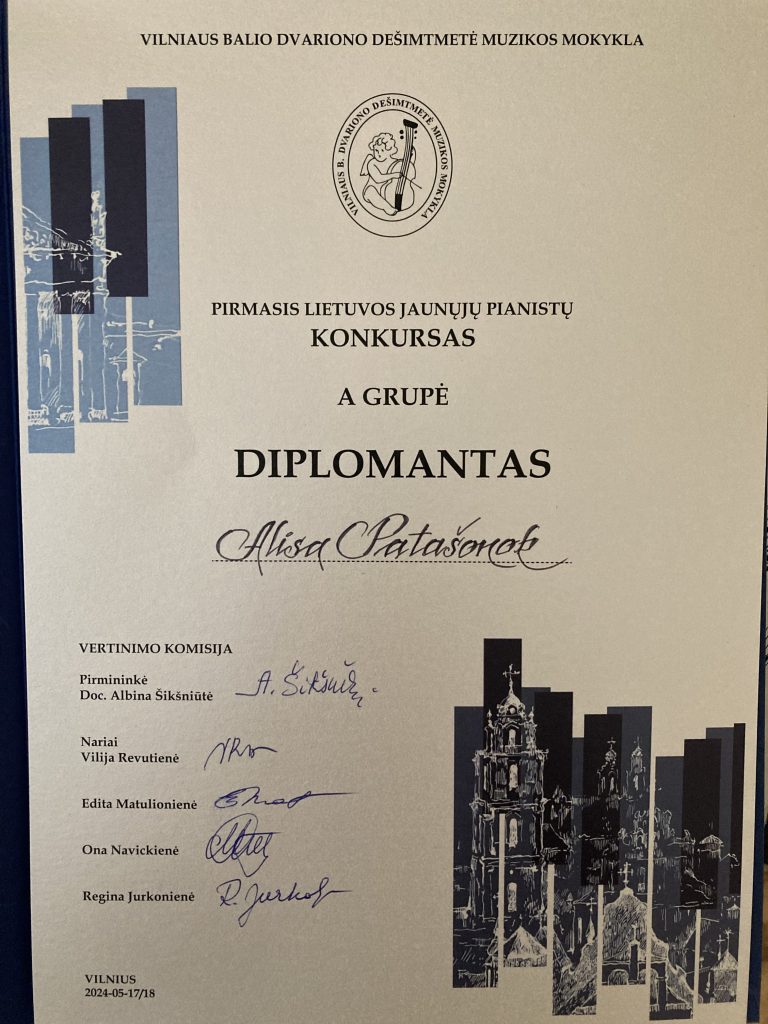 VILNIAUS BALIO DVARIONO DEŠIMTMETĖ MUZIKOS MOKYKLA
VILNIAUS B. DVARIONO DEŠIMTMETĖ MUZIKOS MOKYKLA
PIRMASIS LIETUVOS JAUNŲJŲ PIANISTŲ
KONKURSAS
A GRUPĖ
DIPLOMANTAS
Alisa Patašonok
VERTINIMO KOMISIJA
Pirmininkė
Doc. Albina Šikšniūtė
A.
Nariai
Vilija Revutienė
Edita Matulionienė
Ona Navickienė
Regina Jurkonienė
R.
VILNIUS
2024-05-17/18